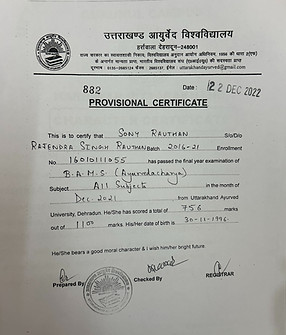 उत्तराखण्ड आयुर्वेद विश्वविद्यालय
हर्रावाला देहरादून-248001
882
Date : 22 DEC 2022
PROVISIONAL CERTIFICATE
This is to certify that Sony Rauthan S/o/D/o
Rajendra Singh Rauthan Batch 2016-21 Enrollment
No. 16010111055 has passed the final year examination of
B.A.M.S (Ayurvedacharya)
Subject All Subjects in the month of
Dec-2021 from Uttarakhand Ayurved
University, Dehradun. He/She has scored a total of 756 marks
out of 1100 His/Her date of birth is 30-11-1996.
He/She bears a good moral character & I wish him/her bright future
Prepared By
Checked By
REGISTRAR